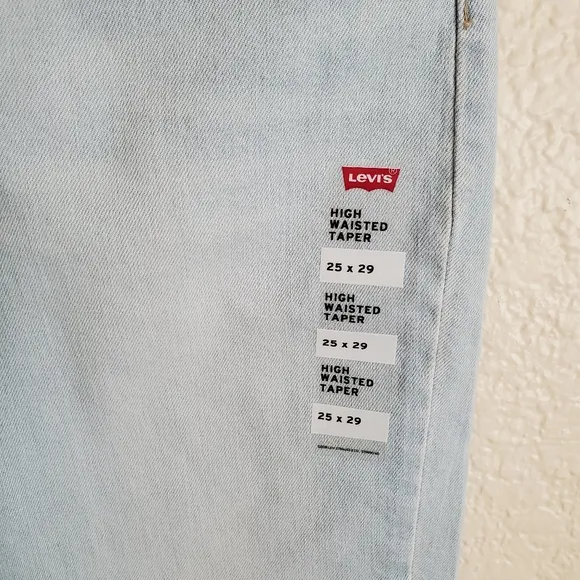 Levi's®
HIGH
WAISTED
TAPER
25 x 29
HIGH
WAISTED
TAPER
25 x 29
HIGH
WAISTED
TAPER
25 x 29